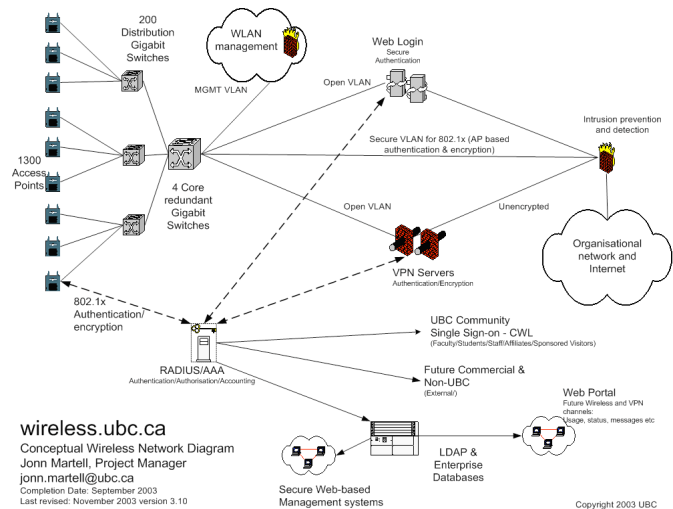 200
Distribution
Gigabit
Switches
WLAN
management
MGMT VLAN
Web Login
Secure
Authentication
Open VLAN
Intrusion prevention
and detection
Secure VLAN for 802.1x (AP based
authentication & encryption)
1300
Access
Points
4 Core
redundant
Gigabit
Switches
Open VLAN
Unencrypted
Organisational
network and
Internet
VPN Servers
Authentication/Encryption
802.1x
Authentication/
encryption
RADIUS/AAA
Authentication/Authorisation/Accounting
UBC Community
Single Sign-on - CWL
(Faculty/Students/Staff/Affiliates/Sponsored Visitors)
Future Commercial &
Non-UBC
(External/)
Web Portal
Future Wireless and VPN
channels:
Usage, status, messages etc
LDAP &
Enterprise
Databases
Secure Web-based
Management systems
wireless.ubc.ca
Conceptual Wireless Network Diagram
Jonn Martell, Project Manager
jonn.martell@ubc.ca
Completion Date: September 2003
Last revised: November 2003 version 3.10
Copyright 2003 UBC